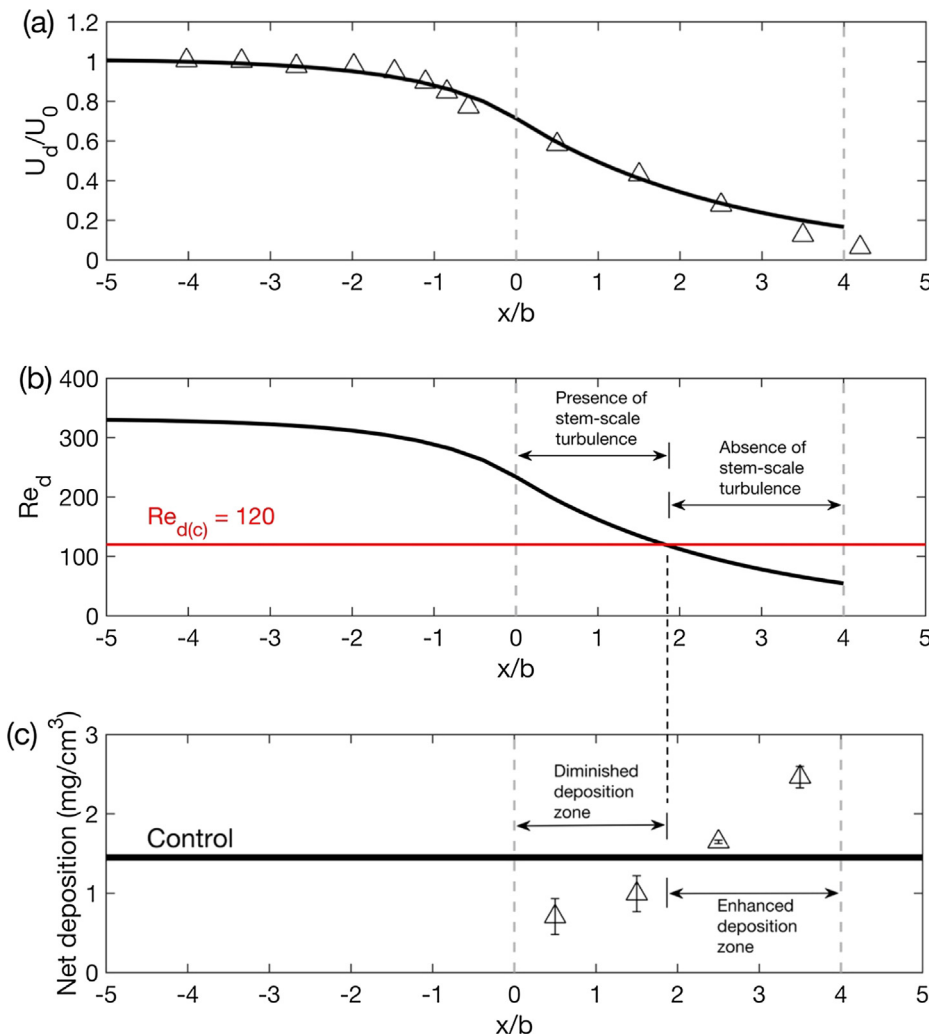 (a)
1.2
1
0.8
0.6
0.4
0.2
0
U_d/U_0
-5 -4 -3 -2 -1 0 1 2 3 4 5
x/b
(b)
400
300
200
100
0
Re_d
Presence of
stem-scale
turbulence
Absence of
stem-scale
turbulence
Re_d(c) = 120
-5 -4 -3 -2 -1 0 1 2 3 4 5
x/b
(c)
3
2
1
0
Net deposition (mg/cm³)
Diminished
deposition
zone
Control
Enhanced
deposition
zone
-5 -4 -3 -2 -1 0 1 2 3 4 5
x/b